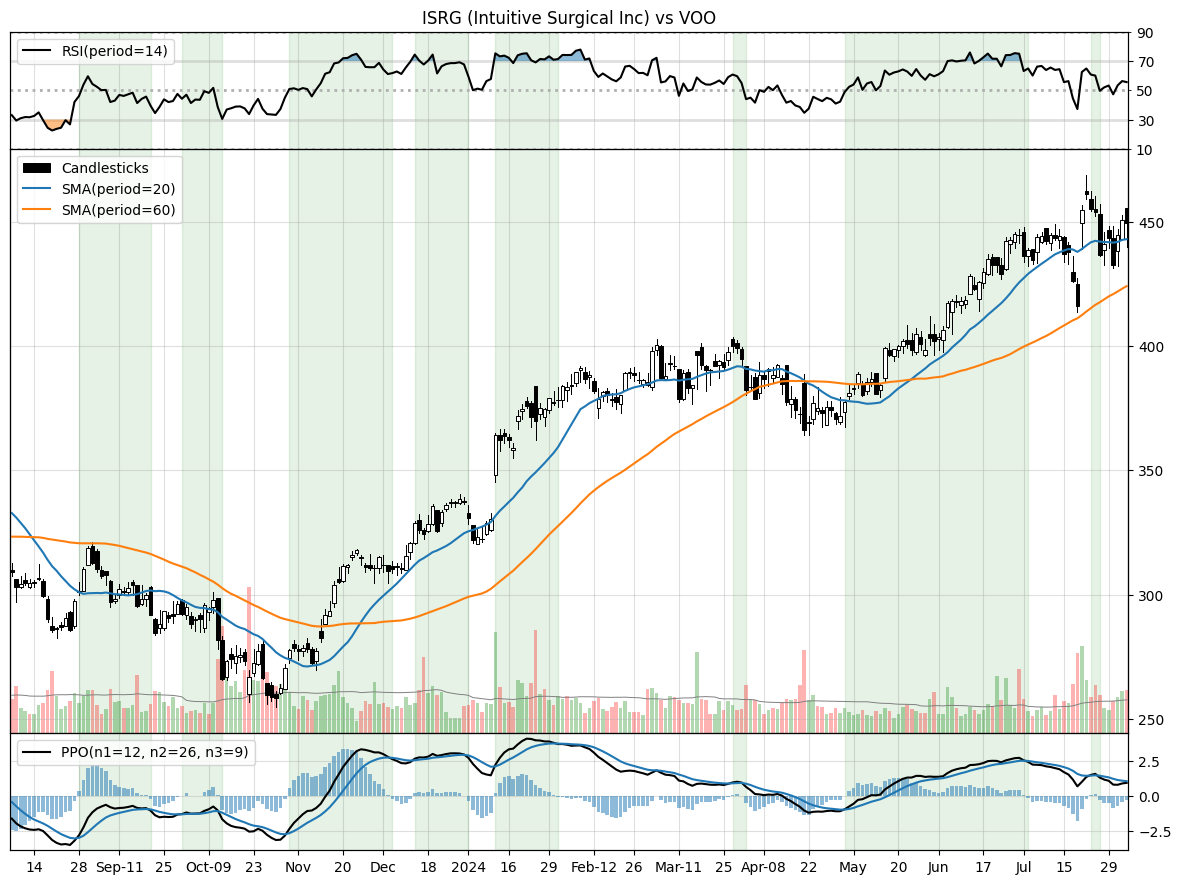 ISRG (Intuitive Surgical Inc) vs VOO
RSI(period=14)
90
70
50
30
10
Candlesticks
SMA(period=20)
SMA(period=60)
450
400
350
300
250
PPO(n1=12, n2=26, n3=9)
2.5
0.0
−2.5
14 28 Sep-11 25 Oct-09 23 Nov 20 Dec 18 2024 16 29 Feb-12 26 Mar-11 25 Apr-08 22 May 20 Jun 17 Jul 15 29